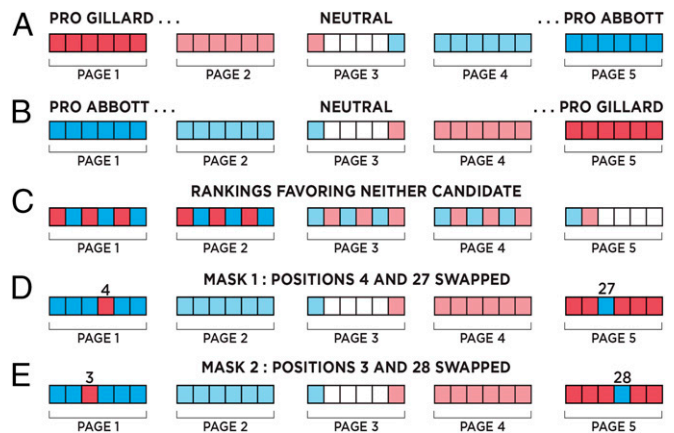 A
PRO GILLARD ... NEUTRAL ... PRO ABBOTT
PAGE 1 PAGE 2 PAGE 3 PAGE 4 PAGE 5
B
PRO ABBOTT ... NEUTRAL ... PRO GILLARD
PAGE 1 PAGE 2 PAGE 3 PAGE 4 PAGE 5
C
RANKINGS FAVORING NEITHER CANDIDATE
PAGE 1 PAGE 2 PAGE 3 PAGE 4 PAGE 5
D
MASK 1 : POSITIONS 4 AND 27 SWAPPED
4 27
PAGE 1 PAGE 2 PAGE 3 PAGE 4 PAGE 5
E
MASK 2 : POSITIONS 3 AND 28 SWAPPED
3 28
PAGE 1 PAGE 2 PAGE 3 PAGE 4 PAGE 5